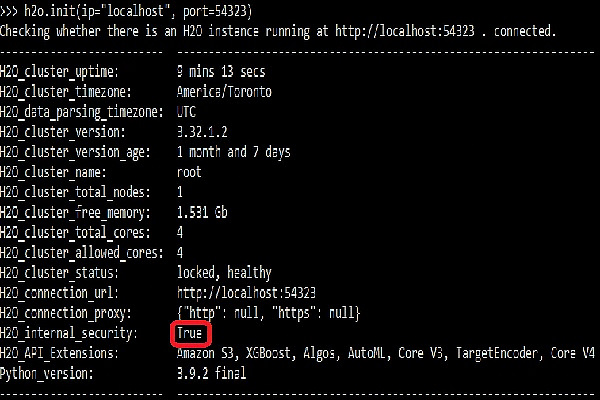 >>> h2o.init(ip="localhost", port=54323)
Checking whether there is an H2O instance running at http://localhost:54323 . connected.
--------------------------  ------------------------------------------------------------------
H2O_cluster_uptime:         9 mins 13 secs
H2O_cluster_timezone:       America/Toronto
H2O_data_parsing_timezone:  UTC
H2O_cluster_version:        3.32.1.2
H2O_cluster_version_age:    1 month and 7 days
H2O_cluster_name:           root
H2O_cluster_total_nodes:    1
H2O_cluster_free_memory:    1.531 Gb
H2O_cluster_total_cores:    4
H2O_cluster_allowed_cores:  4
H2O_cluster_status:         locked, healthy
H2O_connection_url:         http://localhost:54323
H2O_connection_proxy:       {"http": null, "https": null}
H2O_internal_security:      True
H2O_API_Extensions:         Amazon S3, XGBoost, Algos, AutoML, Core V3, TargetEncoder, Core V4
Python_version:             3.9.2 final
--------------------------  ------------------------------------------------------------------